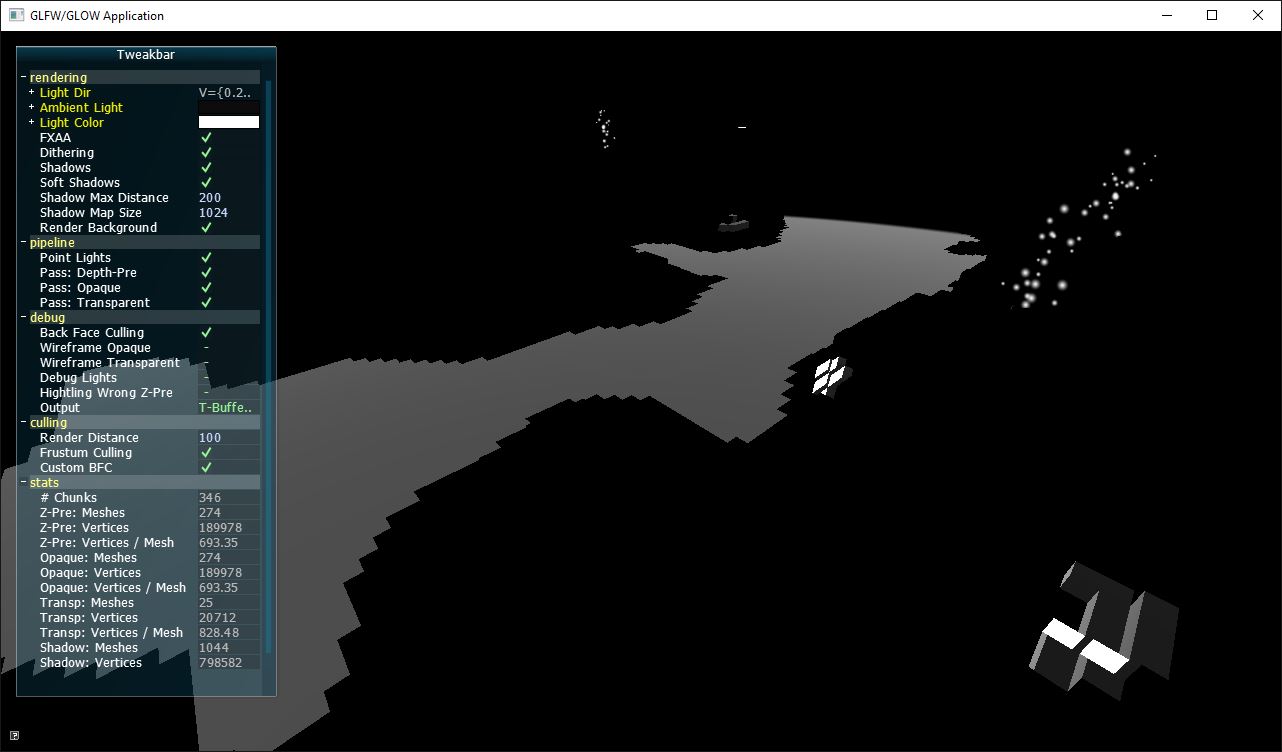 GLFW/GLOW Application
Tweakbar
rendering
Light Dir V={0.2..
Ambient Light
Light Color
FXAA
Dithering
Shadows
Soft Shadows
Shadow Max Distance 200
Shadow Map Size 1024
Render Background
pipeline
Point Lights
Pass: Depth-Pre
Pass: Opaque
Pass: Transparent
debug
Back Face Culling
Wireframe Opaque -
Wireframe Transparent -
Debug Lights -
Hightling Wrong Z-Pre -
Output T-Buffe..
culling
Render Distance 100
Frustum Culling
Custom BFC
stats
# Chunks 346
Z-Pre: Meshes 274
Z-Pre: Vertices 189978
Z-Pre: Vertices / Mesh 693.35
Opaque: Meshes 274
Opaque: Vertices 189978
Opaque: Vertices / Mesh 693.35
Transp: Meshes 25
Transp: Vertices 20712
Transp: Vertices / Mesh 828.48
Shadow: Meshes 1044
Shadow: Vertices 798582
?